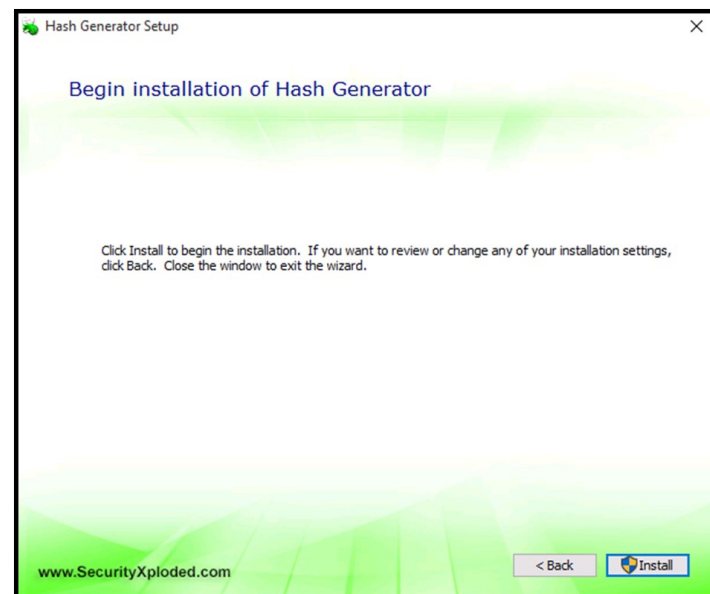 Hash Generator Setup
Begin installation of Hash Generator
Click Install to begin the installation.  If you want to review or change any of your installation settings,
click Back.  Close the window to exit the wizard.
www.SecurityXploded.com
< Back
Install